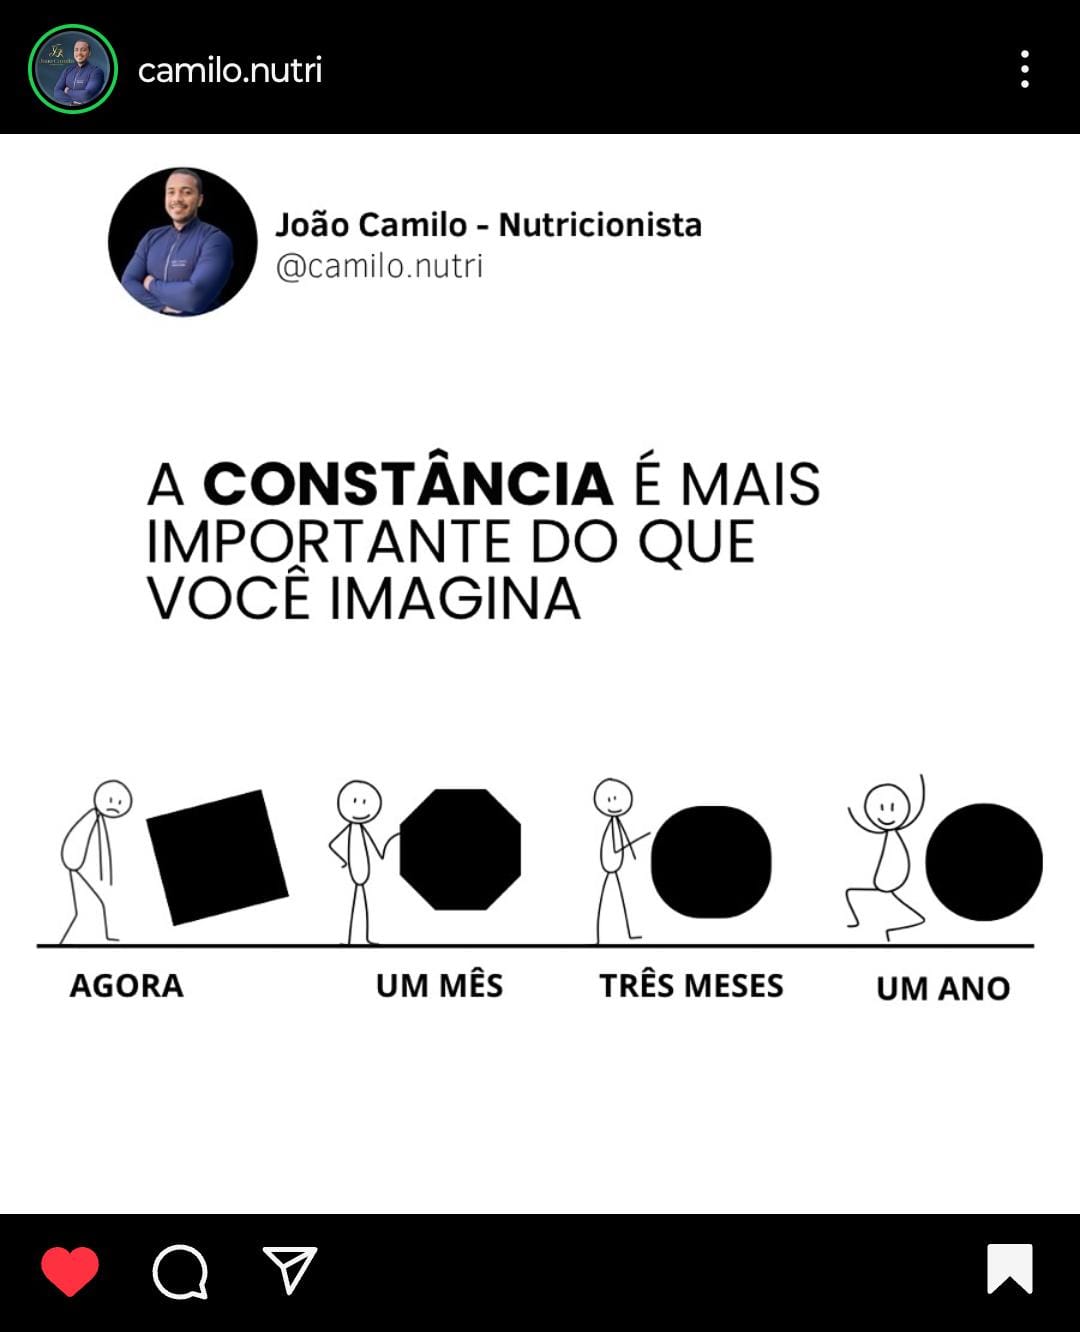 camilo.nutri
João Camilo - Nutricionista
@camilo.nutri
A CONSTÂNCIA É MAIS
IMPORTANTE DO QUE
VOCÊ IMAGINA
AGORA
UM MÊS
TRÊS MESES
UM ANO